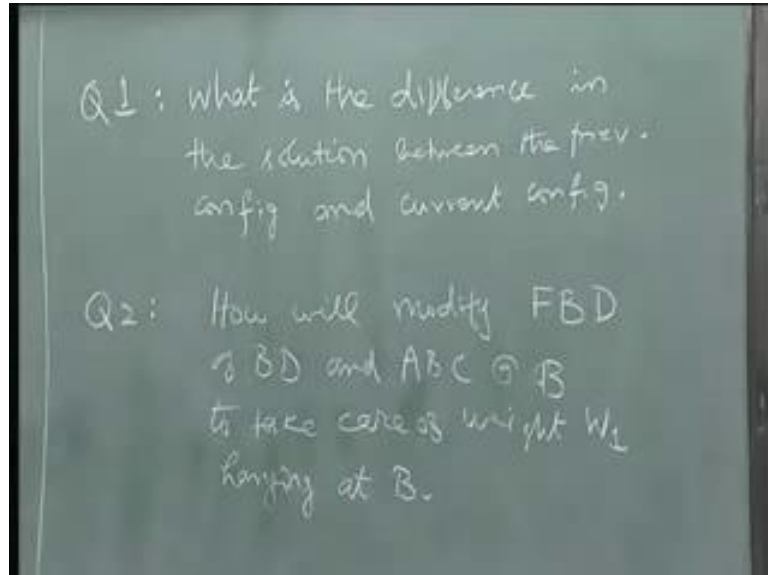 Q1: What is the difference in
the solution between the prev.
config and current config.
Q2: How will modify FBD
of BD and ABC @ B
to take care of weight W1
hanging at B.